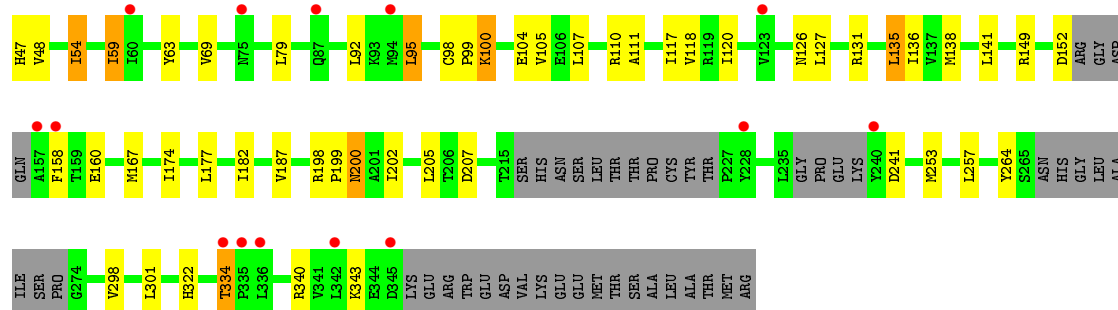 H47 V48 I54 I59 I60 Y63 V69 N75 L79 Q87 L92 K93 M94 L95 C98 P99 K100 E104 V105 E106 L107 R110 A111 I117 V118 R119 I120 V123 N126 L127 R131 L135 I136 V137 M138 L141 R149 D152 ARG GLY ASP
GLN A157 F158 T159 E160 M167 I174 L177 I182 V187 R198 P199 N200 A201 I202 L205 T206 D207 T215 SER HIS ASN SER LEU THR THR PRO CYS TYR THR P227 Y228 L235 GLY PRO GLU LYS Y240 D241 M253 L257 Y264 S265 ASN HIS GLY LEU ALA
ILE SER PRO G274 V298 L301 H322 T334 P335 L336 R340 V341 L342 K343 E344 D345 LYS GLU ARG TRP GLU ASP VAL LYS GLU GLU MET THR SER ALA LEU ALA THR MET ARG